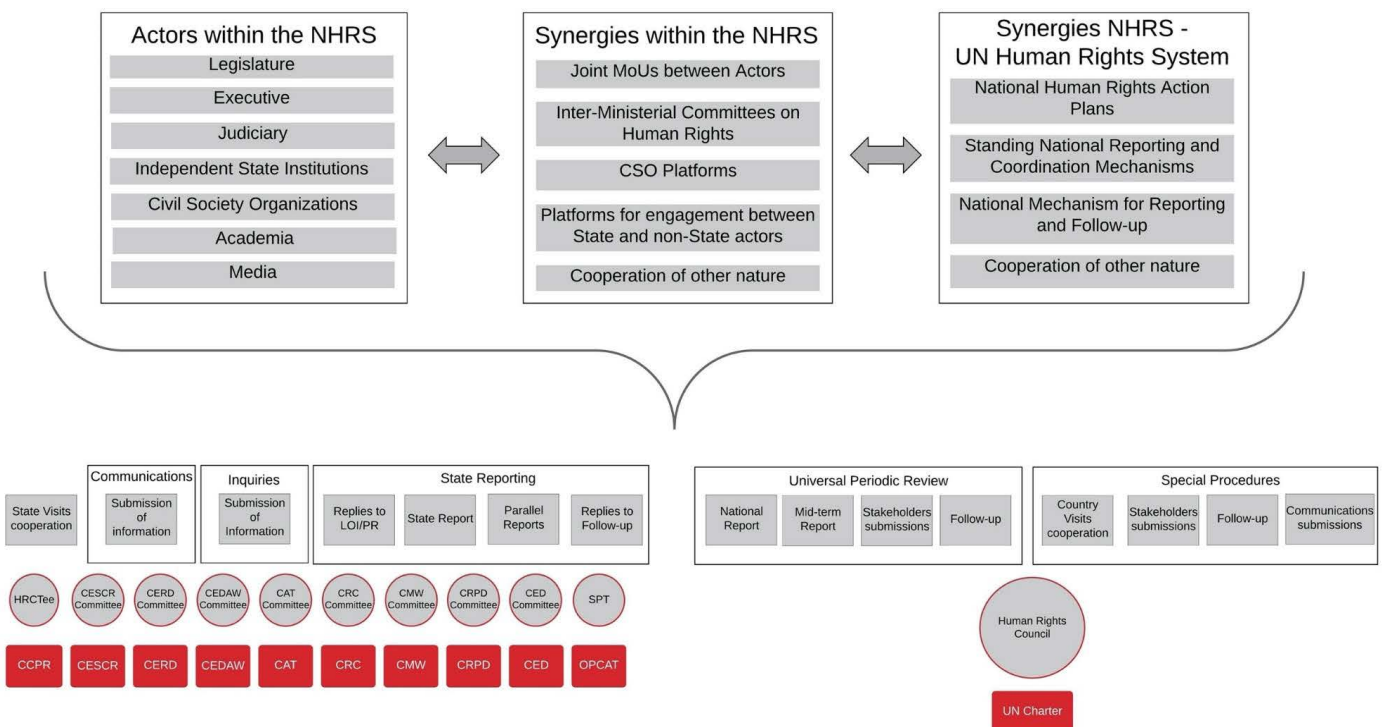 Actors within the NHRS
Legislature
Executive
Judiciary
Independent State Institutions
Civil Society Organizations
Academia
Media
Synergies within the NHRS
Joint MoUs between Actors
Inter-Ministerial Committees on
Human Rights
CSO Platforms
Platforms for engagement between
State and non-State actors
Cooperation of other nature
Synergies NHRS -
UN Human Rights System
National Human Rights Action
Plans
Standing National Reporting and
Coordination Mechanisms
National Mechanism for Reporting
and Follow-up
Cooperation of other nature
State Visits
cooperation
Communications
Submission
of
information
Inquiries
Submission
of
Information
State Reporting
Replies to
LOI/PR
State Report
Parallel
Reports
Replies to
Follow-up
Universal Periodic Review
National
Report
Mid-term
Report
Stakeholders
submissions
Follow-up
Special Procedures
Country
Visits
cooperation
Stakeholders
submissions
Follow-up
Communications
submissions
HRCTee
CESCR
Committee
CERD
Committee
CEDAW
Committee
CAT
Committee
CRC
Committee
CMW
Committee
CRPD
Committee
CED
Committee
SPT
Human Rights
Council
CCPR
CESCR
CERD
CEDAW
CAT
CRC
CMW
CRPD
CED
OPCAT
UN Charter